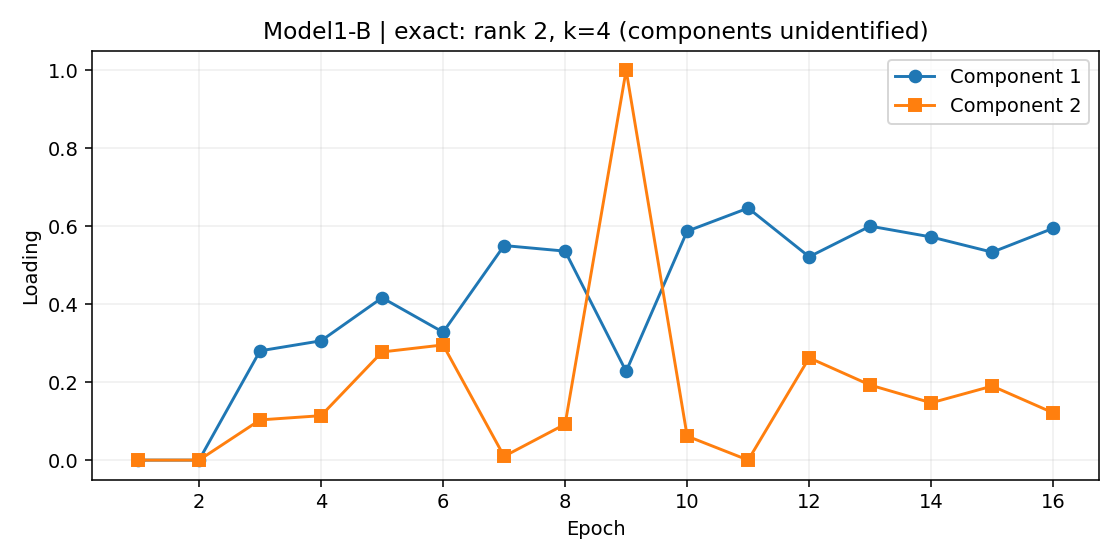 Model1-B | exact: rank 2, k=4 (components unidentified)
Component 1
Component 2
1.0
0.8
0.6
0.4
0.2
0.0
Loading
2 4 6 8 10 12 14 16
Epoch